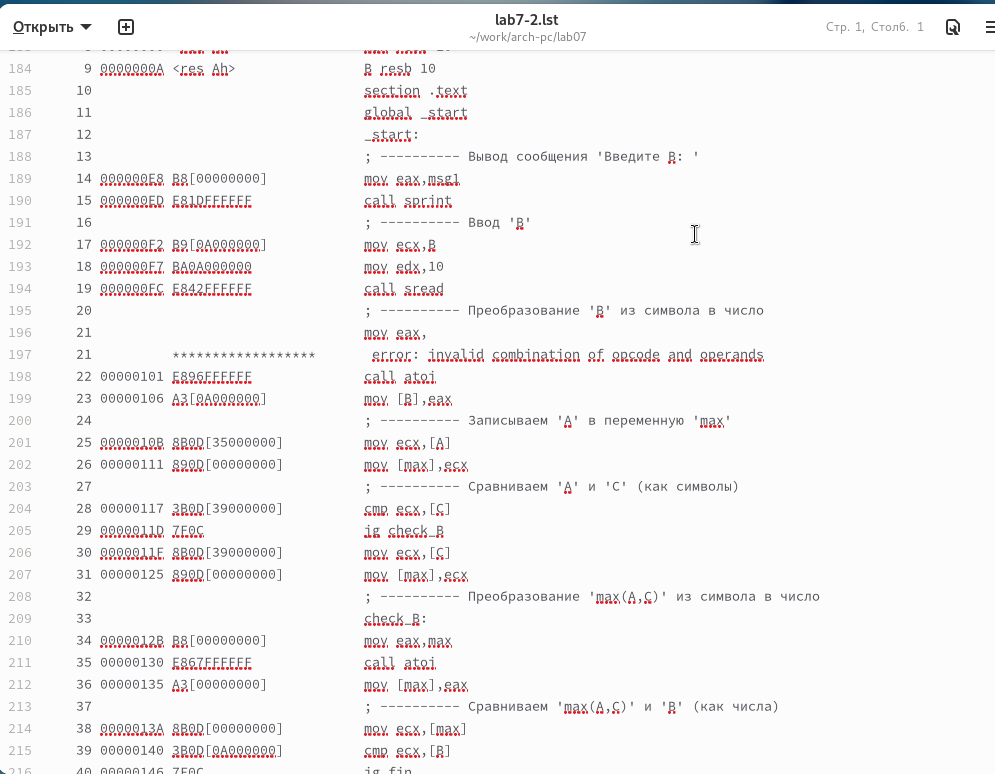 Открыть
lab7-2.lst
~/work/arch-pc/lab07
Стр. 1, Столб. 1
184 9 0000000A <res Ah> B resb 10
185 10 section .text
186 11 global _start
187 12 _start:
188 13 ; ---------- Вывод сообщения 'Введите B: '
189 14 000000E8 B8[00000000] mov eax,msg1
190 15 000000ED E81DFFFFFF call sprint
191 16 ; ---------- Ввод 'B'
192 17 000000F2 B9[0A000000] mov ecx,B
193 18 000000F7 BA0A000000 mov edx,10
194 19 000000FC E842FFFFFF call sread
195 20 ; ---------- Преобразование 'B' из символа в число
196 21 mov eax,
197 21 ****************** error: invalid combination of opcode and operands
198 22 00000101 E896FFFFFF call atoi
199 23 00000106 A3[0A000000] mov [B],eax
200 24 ; ---------- Записываем 'A' в переменную 'max'
201 25 0000010B 8B0D[35000000] mov ecx,[A]
202 26 00000111 890D[00000000] mov [max],ecx
203 27 ; ---------- Сравниваем 'A' и 'C' (как символы)
204 28 00000117 3B0D[39000000] cmp ecx,[C]
205 29 0000011D 7F0C jg check_B
206 30 0000011F 8B0D[39000000] mov ecx,[C]
207 31 00000125 890D[00000000] mov [max],ecx
208 32 ; ---------- Преобразование 'max(A,C)' из символа в число
209 33 check_B:
210 34 0000012B B8[00000000] mov eax,max
211 35 00000130 E867FFFFFF call atoi
212 36 00000135 A3[00000000] mov [max],eax
213 37 ; ---------- Сравниваем 'max(A,C)' и 'B' (как числа)
214 38 0000013A 8B0D[00000000] mov ecx,[max]
215 39 00000140 3B0D[0A000000] cmp ecx,[B]
216 40 00000146 7F0C jg fin